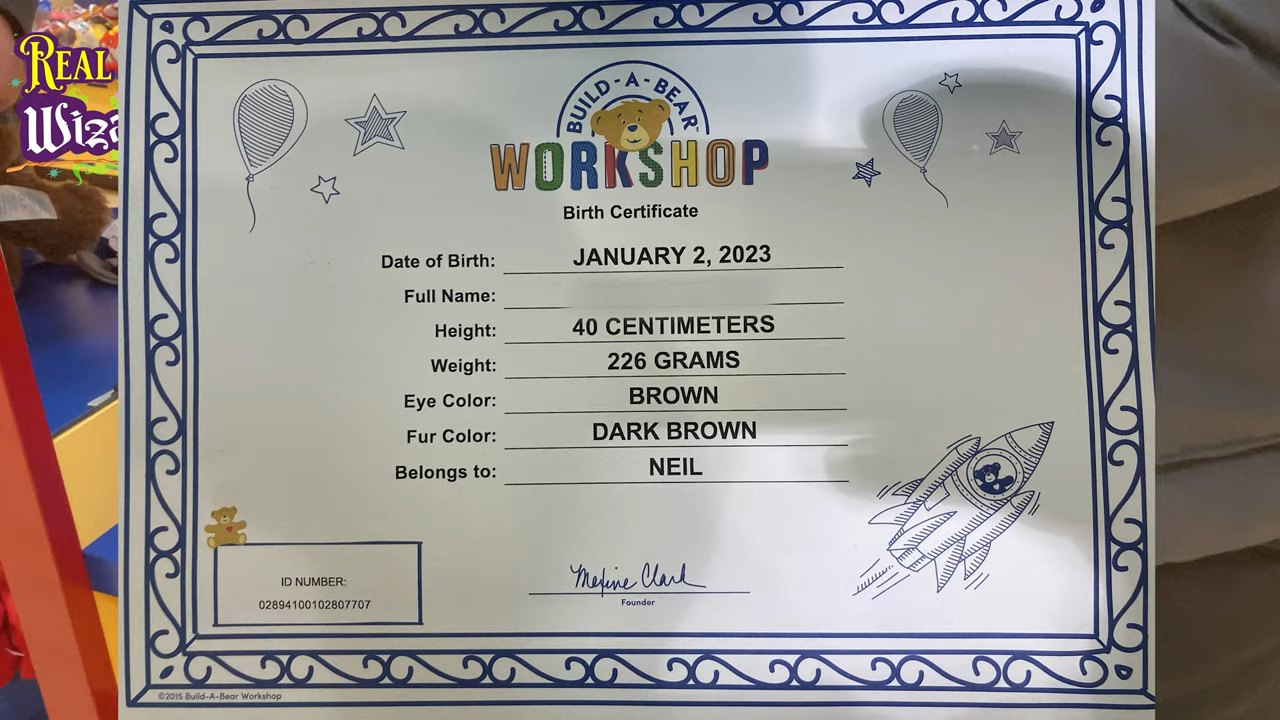 REAL
WIZA
BUILD-A-BEAR
WORKSHOP
Birth Certificate
Date of Birth: JANUARY 2, 2023
Full Name:
Height: 40 CENTIMETERS
Weight: 226 GRAMS
Eye Color: BROWN
Fur Color: DARK BROWN
Belongs to: NEIL
ID NUMBER:
02894100102807707
Maxine Clark
Founder
©2015 Build-A-Bear Workshop